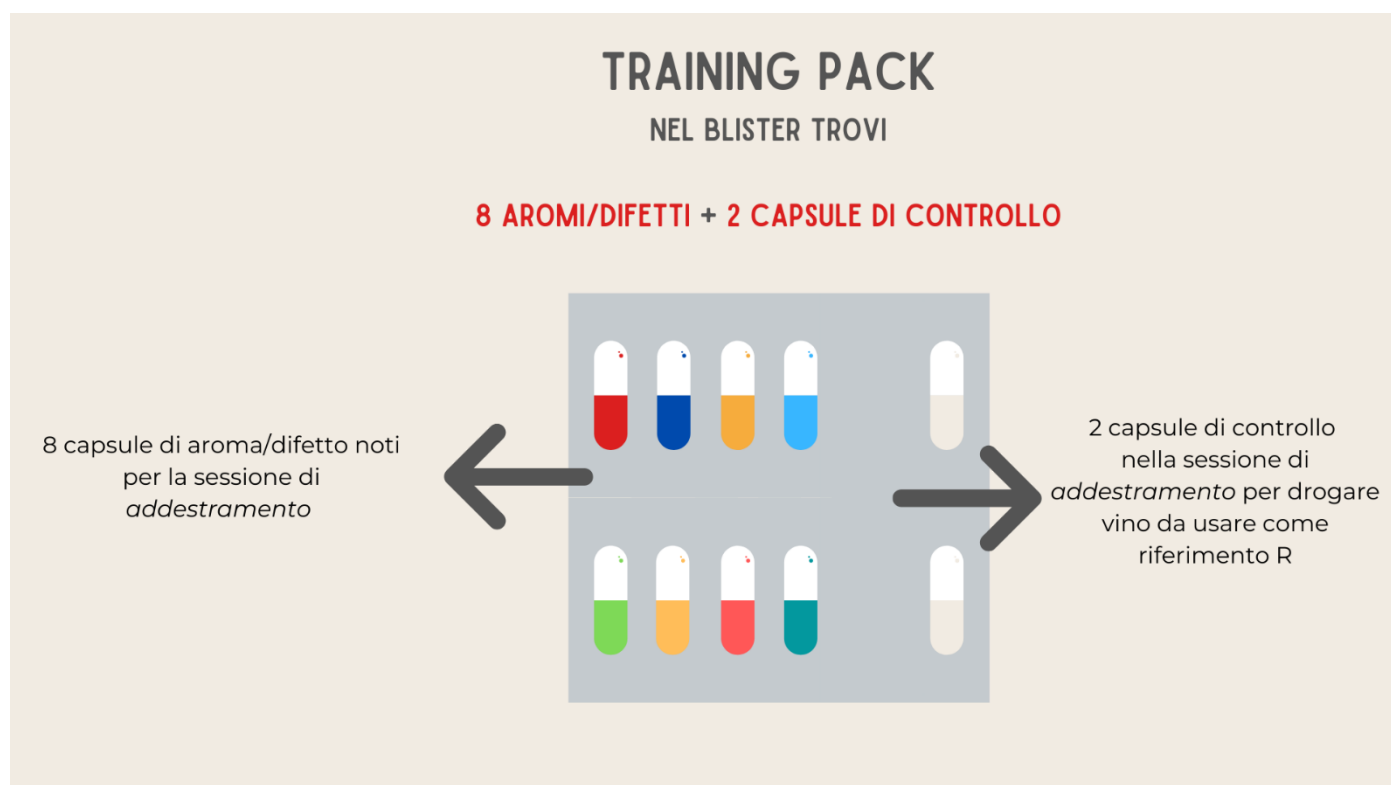 TRAINING PACK
NEL BLISTER TROVI
8 AROMI/DIFETTI + 2 CAPSULE DI CONTROLLO
8 capsule di aroma/difetto noti
per la sessione di
addestramento
2 capsule di controllo
nella sessione di
addestramento per drogare
vino da usare come
riferimento R